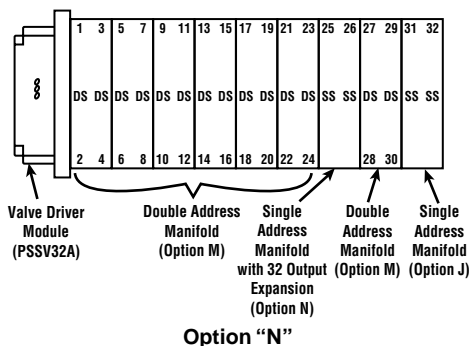 1 3 5 7 9 11 13 15 17 19 21 23 25 26 27 29 31 32
DS DS DS DS DS DS DS DS DS DS DS DS SS SS DS DS SS SS
2 4 6 8 10 12 14 16 18 20 22 24 28 30
Valve Driver
Module
(PSSV32A)
Double Address
Manifold
(Option M)
Single
Address
Manifold
with 32 Output
Expansion
(Option N)
Double
Address
Manifold
(Option M)
Single
Address
Manifold
(Option J)
Option “N”